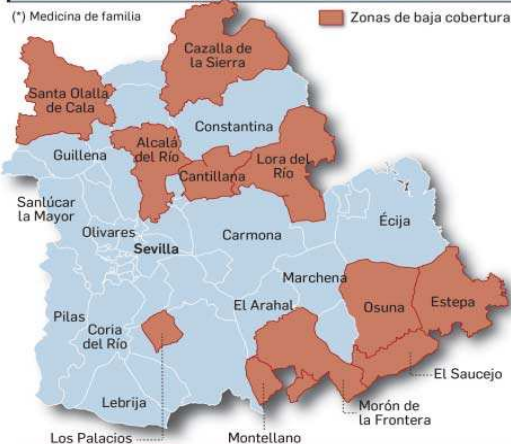 (*) Medicina de familia
Zonas de baja cobertura
Cazalla de
la Sierra
Santa Olalla
de Cala
Constantina
Guillena
Alcalá
del Río
Cantillana
Lora del
Río
Sanlúcar
la Mayor
Olivares
Sevilla
Carmona
Écija
Marchena
El Arahal
Osuna
Estepa
Pilas
Coria
del Río
El Saucejo
Lebrija
Morón de
la Frontera
Los Palacios
Montellano